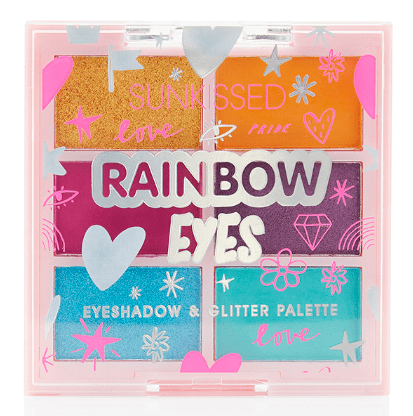 SUNKISSED
love
PRIDE
RAINBOW
EYES
EYESHADOW & GLITTER PALETTE
love